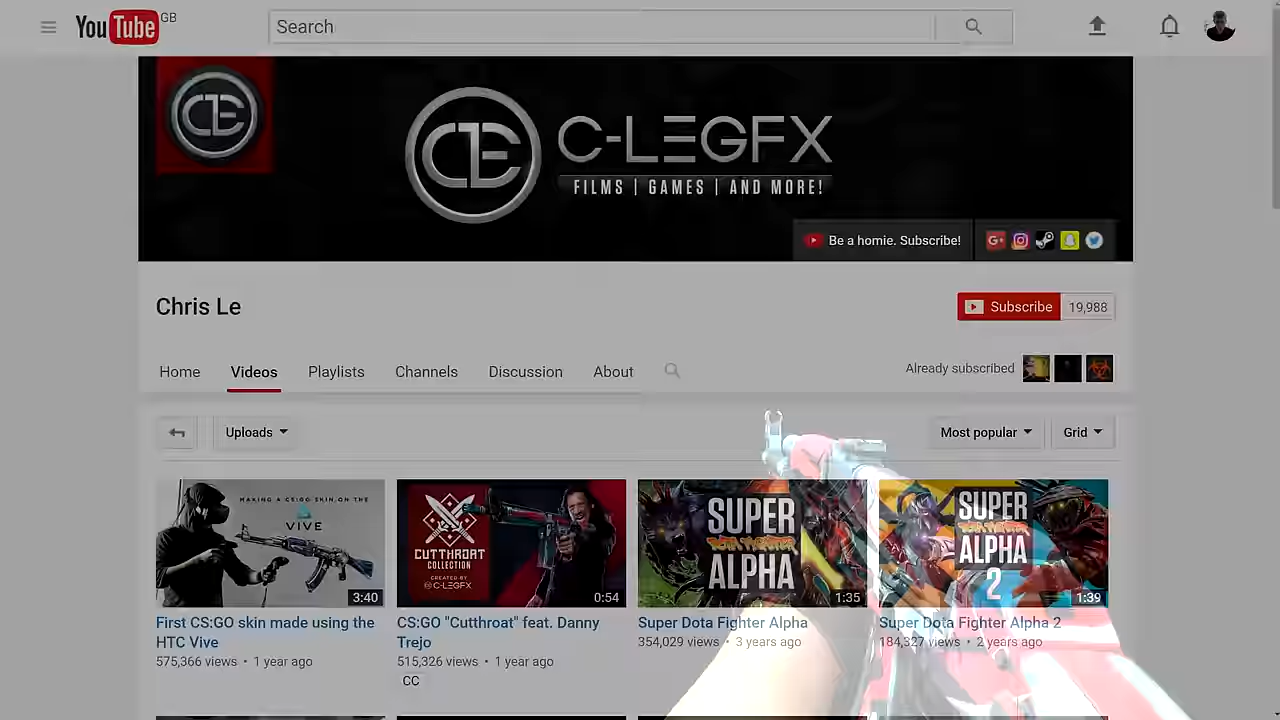 YouTube GB
Search
C-LEGFX
FILMS | GAMES | AND MORE!
Be a homie. Subscribe!
Chris Le
Subscribe 19,988
Home Videos Playlists Channels Discussion About
Already subscribed
Uploads
Most popular
Grid
MAKING A CS:GO SKIN ON THE
VIVE
3:40
CUTTHROAT
COLLECTION
CREATED BY
C-LEGFX
0:54
SUPER
DOTA FIGHTER
ALPHA
1:35
SUPER
DOTA FIGHTER
ALPHA
2
1:39
First CS:GO skin made using the
HTC Vive
575,366 views • 1 year ago
CS:GO "Cutthroat" feat. Danny
Trejo
515,326 views • 1 year ago
CC
Super Dota Fighter Alpha
354,029 views • 3 years ago
Super Dota Fighter Alpha 2
184,327 views • 2 years ago